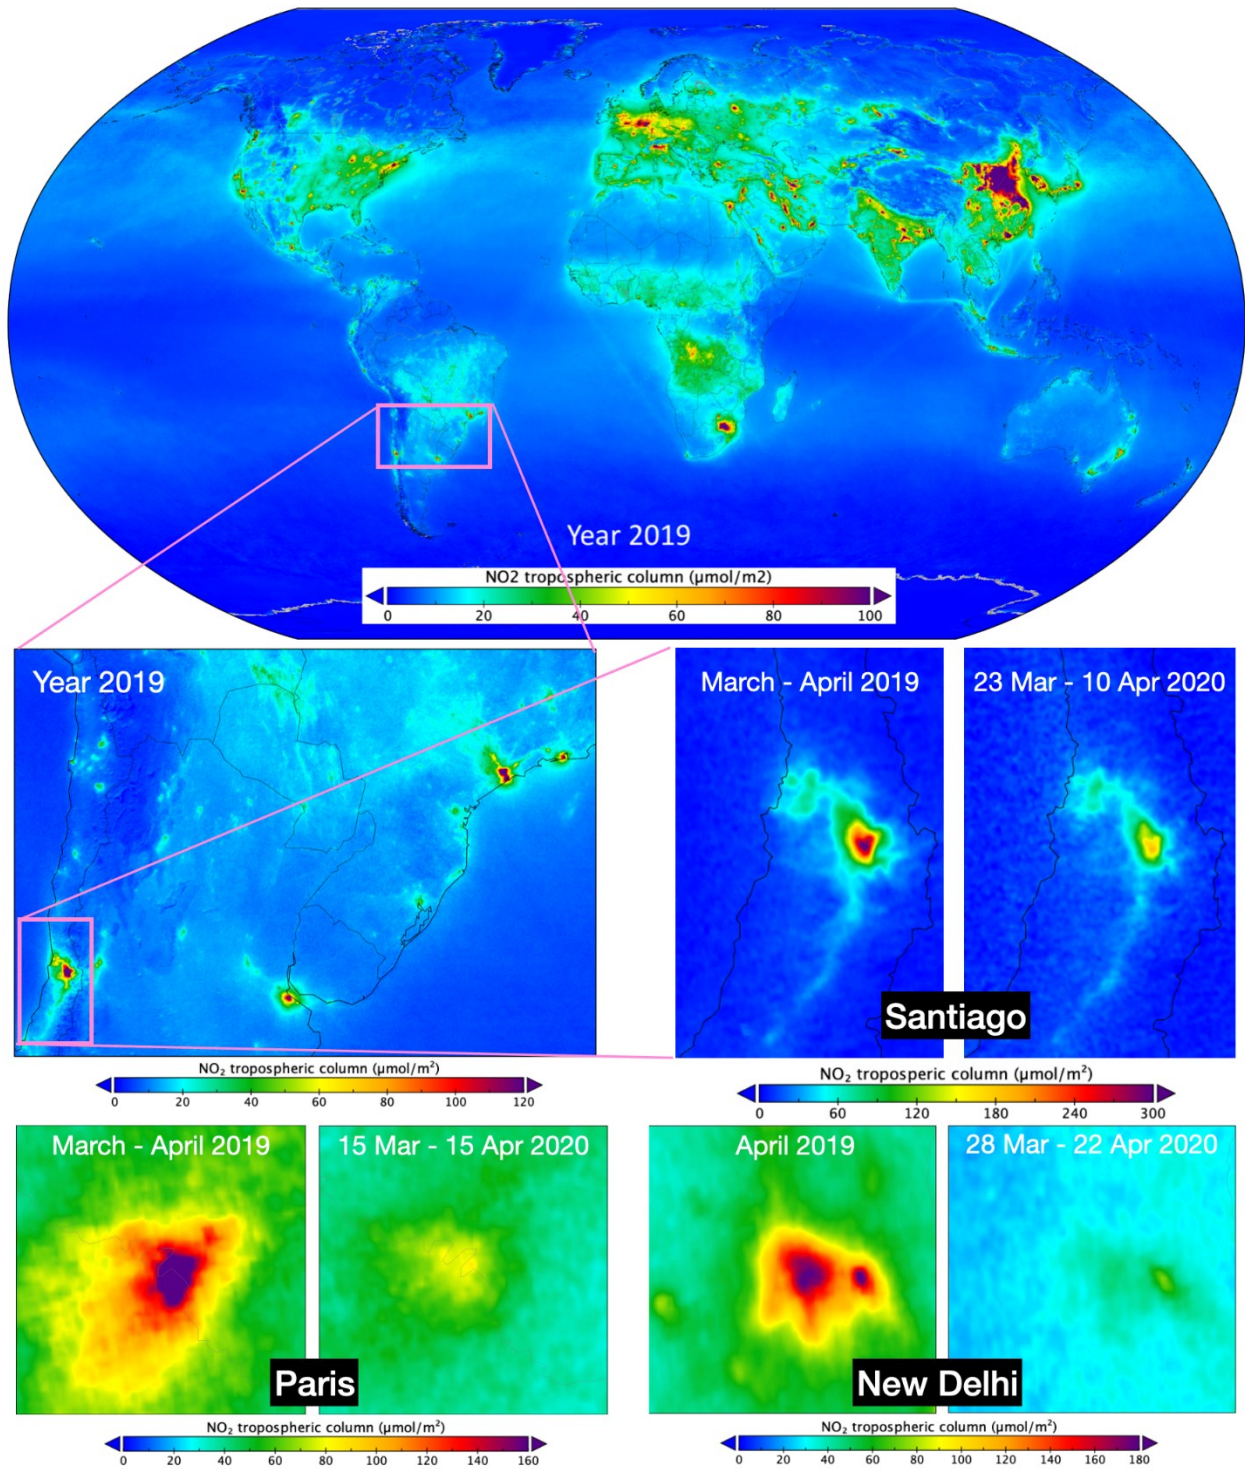 Year 2019
NO2 tropospheric column (µmol/m2)
0 20 40 60 80 100
Year 2019
March - April 2019
23 Mar - 10 Apr 2020
Santiago
NO₂ tropospheric column (µmol/m²)
0 20 40 60 80 100 120
NO₂ troposperic column (µmol/m²)
0 60 120 180 240 300
March - April 2019
15 Mar - 15 Apr 2020
April 2019
28 Mar - 22 Apr 2020
Paris
New Delhi
NO₂ tropospheric column (µmol/m²)
0 20 40 60 80 100 120 140 160
NO₂ tropospheric column (µmol/m²)
0 20 40 60 80 100 120 140 160 180